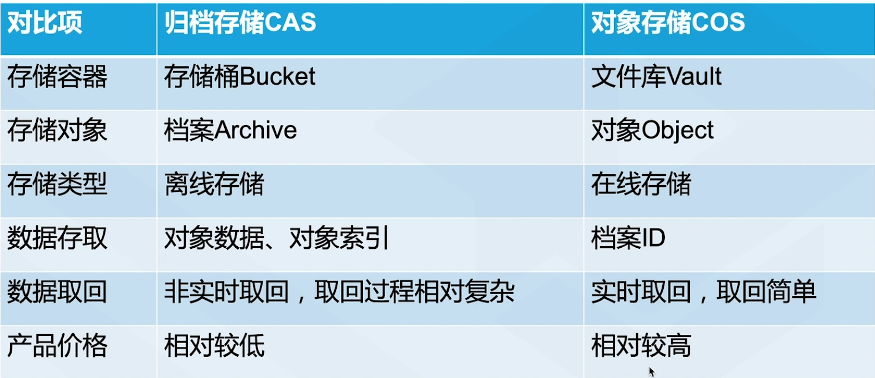 对比项 归档存储CAS 对象存储COS
存储容器 存储桶Bucket 文件库Vault
存储对象 档案Archive 对象Object
存储类型 离线存储 在线存储
数据存取 对象数据、对象索引 档案ID
数据取回 非实时取回，取回过程相对复杂 实时取回，取回简单
产品价格 相对较低 相对较高